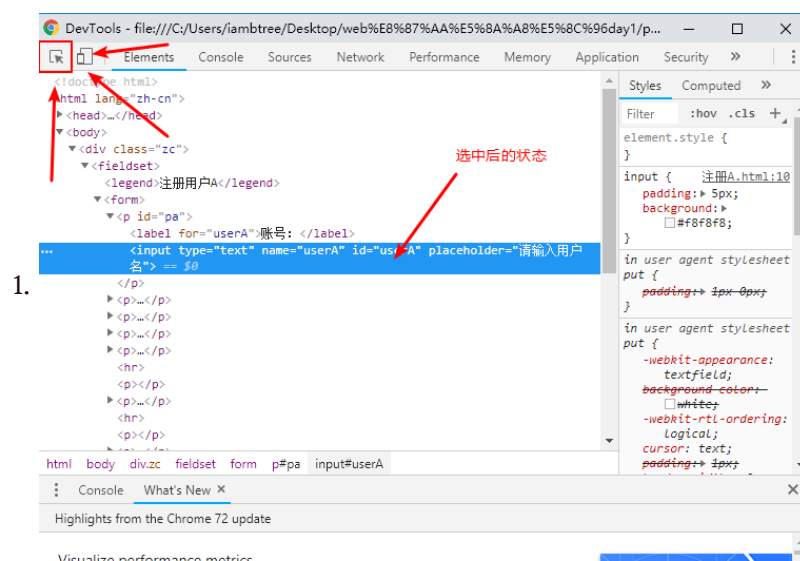 DevTools - file:///C:/Users/iambtree/Desktop/web%E8%87%AA%E5%8A%A8%E5%8C%96day1/p...
Elements Console Sources Network Performance Memory Application Security »
<!doctype html>
html lang="zh-cn">
<head>…</head>
<body>
<div class="zc">
<fieldset>
<legend>注册用户A</legend>
<form>
<p id="pa">
<label for="userA">账号: </label>
<input type="text" name="userA" id="userA" placeholder="请输入用户
名"> == $0
</p>
<p>…</p>
<p>…</p>
<p>…</p>
<p>…</p>
<hr>
<p></p>
<p>…</p>
<hr>
<p></p>
选中后的状态
1.
html body div.zc fieldset form p#pa input#userA
Styles Computed »
Filter :hov .cls +
element.style {
}
input { 注册A.html:10
padding: 5px;
background:
#f8f8f8;
}
in user agent stylesheet
put {
padding: 1px 0px;
}
in user agent stylesheet
put {
-webkit-appearance:
textfield;
background-color:
white;
-webkit-rtl-ordering:
logical;
cursor: text;
padding: 1px;
Console What's New ×
Highlights from the Chrome 72 update
Visualize performance metrics